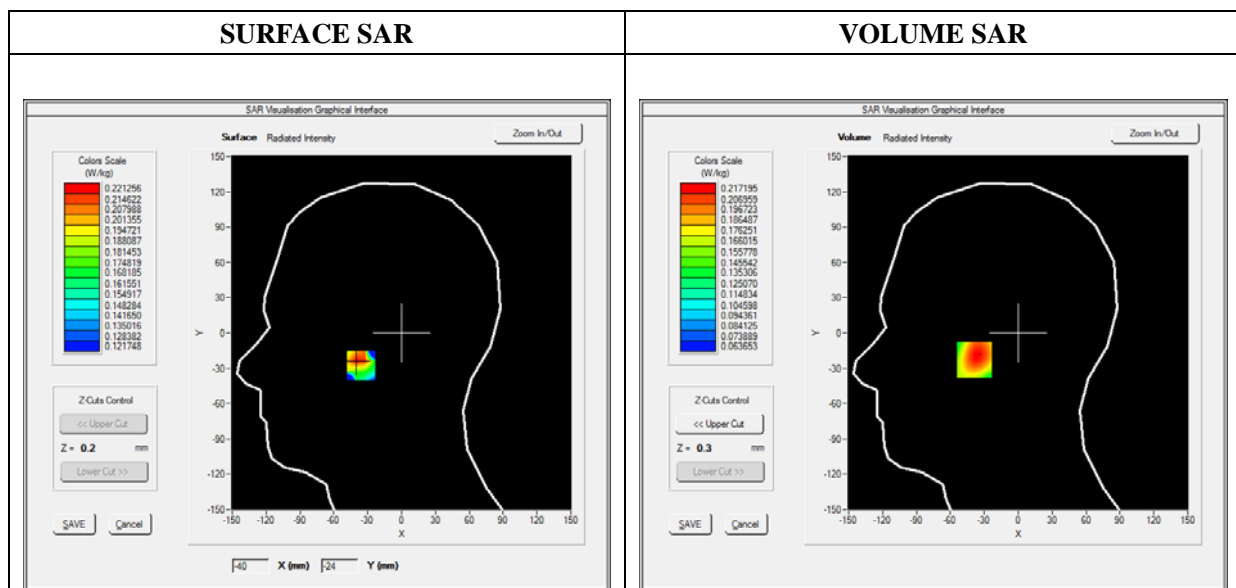 SURFACE SAR
VOLUME SAR
SAR Visualisation Graphical Interface
Surface Radiated Intensity
Zoom In/Out
Colors Scale
(W/kg)
0.221256
0.214622
0.207988
0.201355
0.194721
0.188087
0.181453
0.174819
0.168185
0.161551
0.154917
0.148284
0.141650
0.135016
0.128382
0.121748
Z-Cuts Control
<< Upper Cut
Z = 0.2 mm
Lower Cut >>
SAVE Cancel
150
120
90
60
30
0
-30
-60
-90
-120
-150
Y
-150 -120 -90 -60 -30 0 30 60 90 120 150
X
-40 X (mm) -24 Y (mm)
SAR Visualisation Graphical Interface
Volume Radiated Intensity
Zoom In/Out
Colors Scale
(W/kg)
0.217195
0.206959
0.196723
0.186487
0.176251
0.166015
0.155778
0.145542
0.135306
0.125070
0.114834
0.104598
0.094361
0.084125
0.073889
0.063653
Z-Cuts Control
<< Upper Cut
Z = 0.3 mm
Lower Cut >>
SAVE Cancel
150
120
90
60
30
0
-30
-60
-90
-120
-150
Y
-150 -120 -90 -60 -30 0 30 60 90 120 150
X